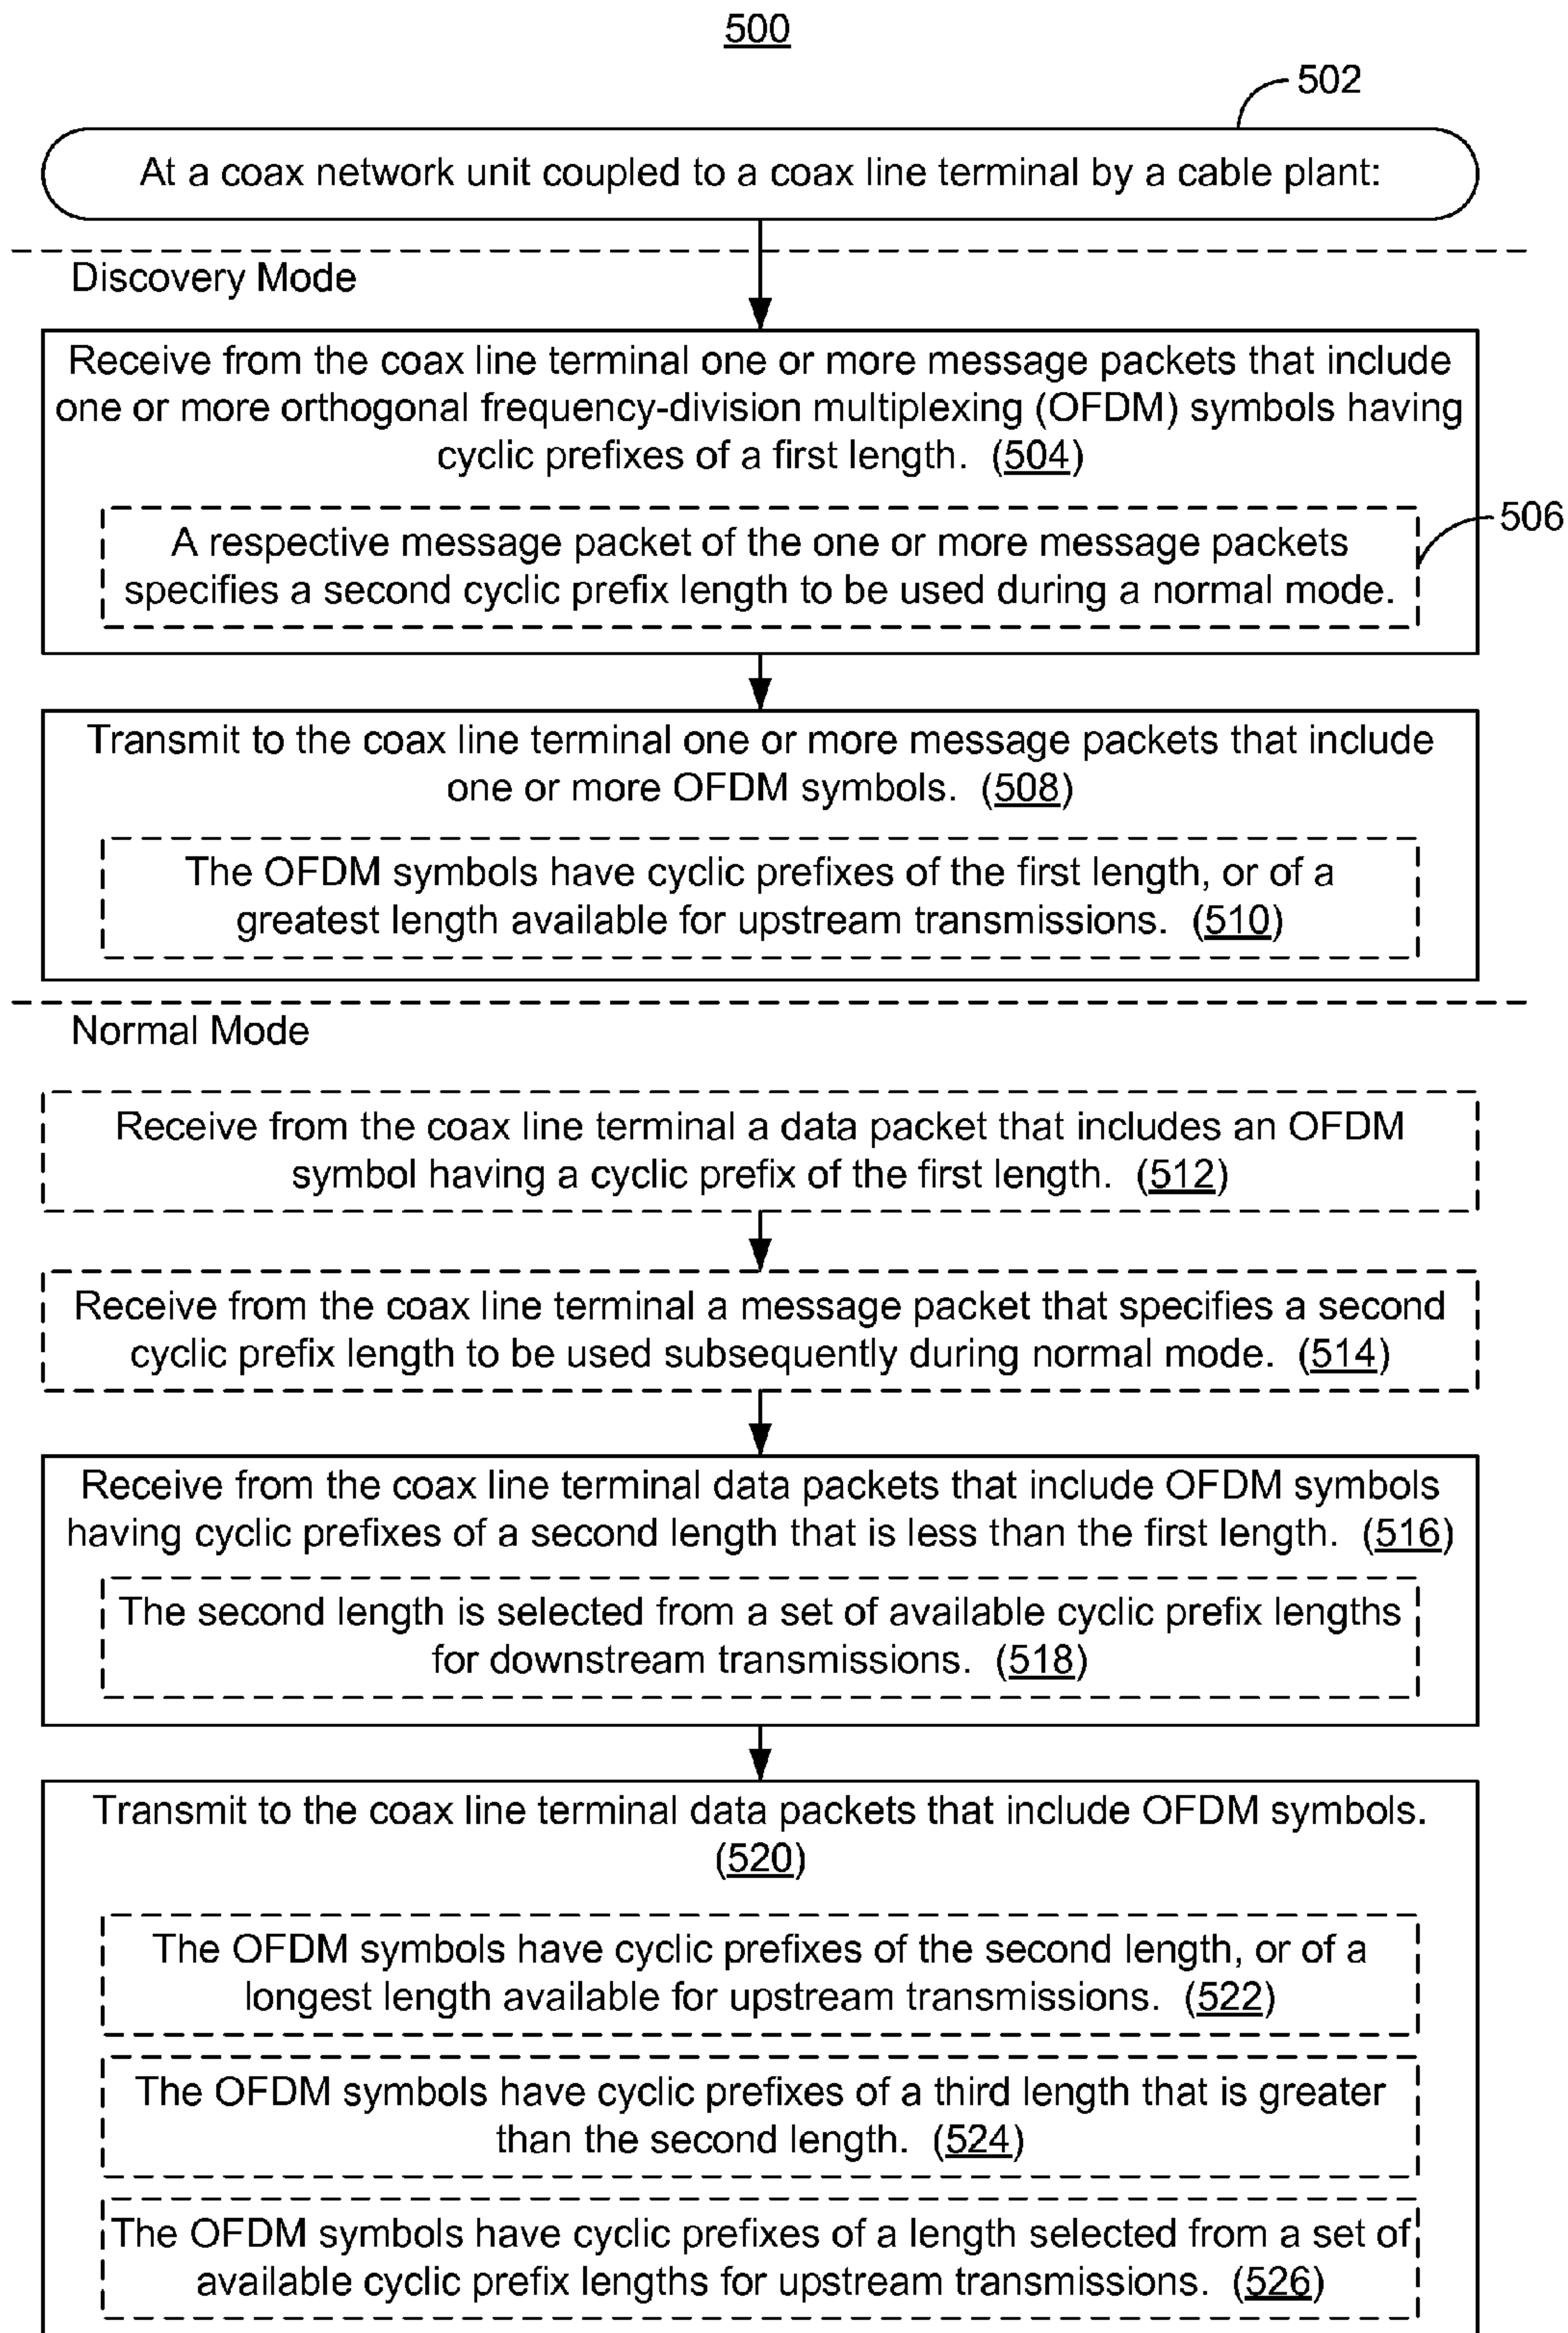 500
502
At a coax network unit coupled to a coax line terminal by a cable plant:
Discovery Mode
Receive from the coax line terminal one or more message packets that include
one or more orthogonal frequency-division multiplexing (OFDM) symbols having
cyclic prefixes of a first length. (504)
506
A respective message packet of the one or more message packets
specifies a second cyclic prefix length to be used during a normal mode.
Transmit to the coax line terminal one or more message packets that include
one or more OFDM symbols. (508)
The OFDM symbols have cyclic prefixes of the first length, or of a
greatest length available for upstream transmissions. (510)
Normal Mode
Receive from the coax line terminal a data packet that includes an OFDM
symbol having a cyclic prefix of the first length. (512)
Receive from the coax line terminal a message packet that specifies a second
cyclic prefix length to be used subsequently during normal mode. (514)
Receive from the coax line terminal data packets that include OFDM symbols
having cyclic prefixes of a second length that is less than the first length. (516)
The second length is selected from a set of available cyclic prefix lengths
for downstream transmissions. (518)
Transmit to the coax line terminal data packets that include OFDM symbols.
(520)
The OFDM symbols have cyclic prefixes of the second length, or of a
longest length available for upstream transmissions. (522)
The OFDM symbols have cyclic prefixes of a third length that is greater
than the second length. (524)
The OFDM symbols have cyclic prefixes of a length selected from a set of
available cyclic prefix lengths for upstream transmissions. (526)